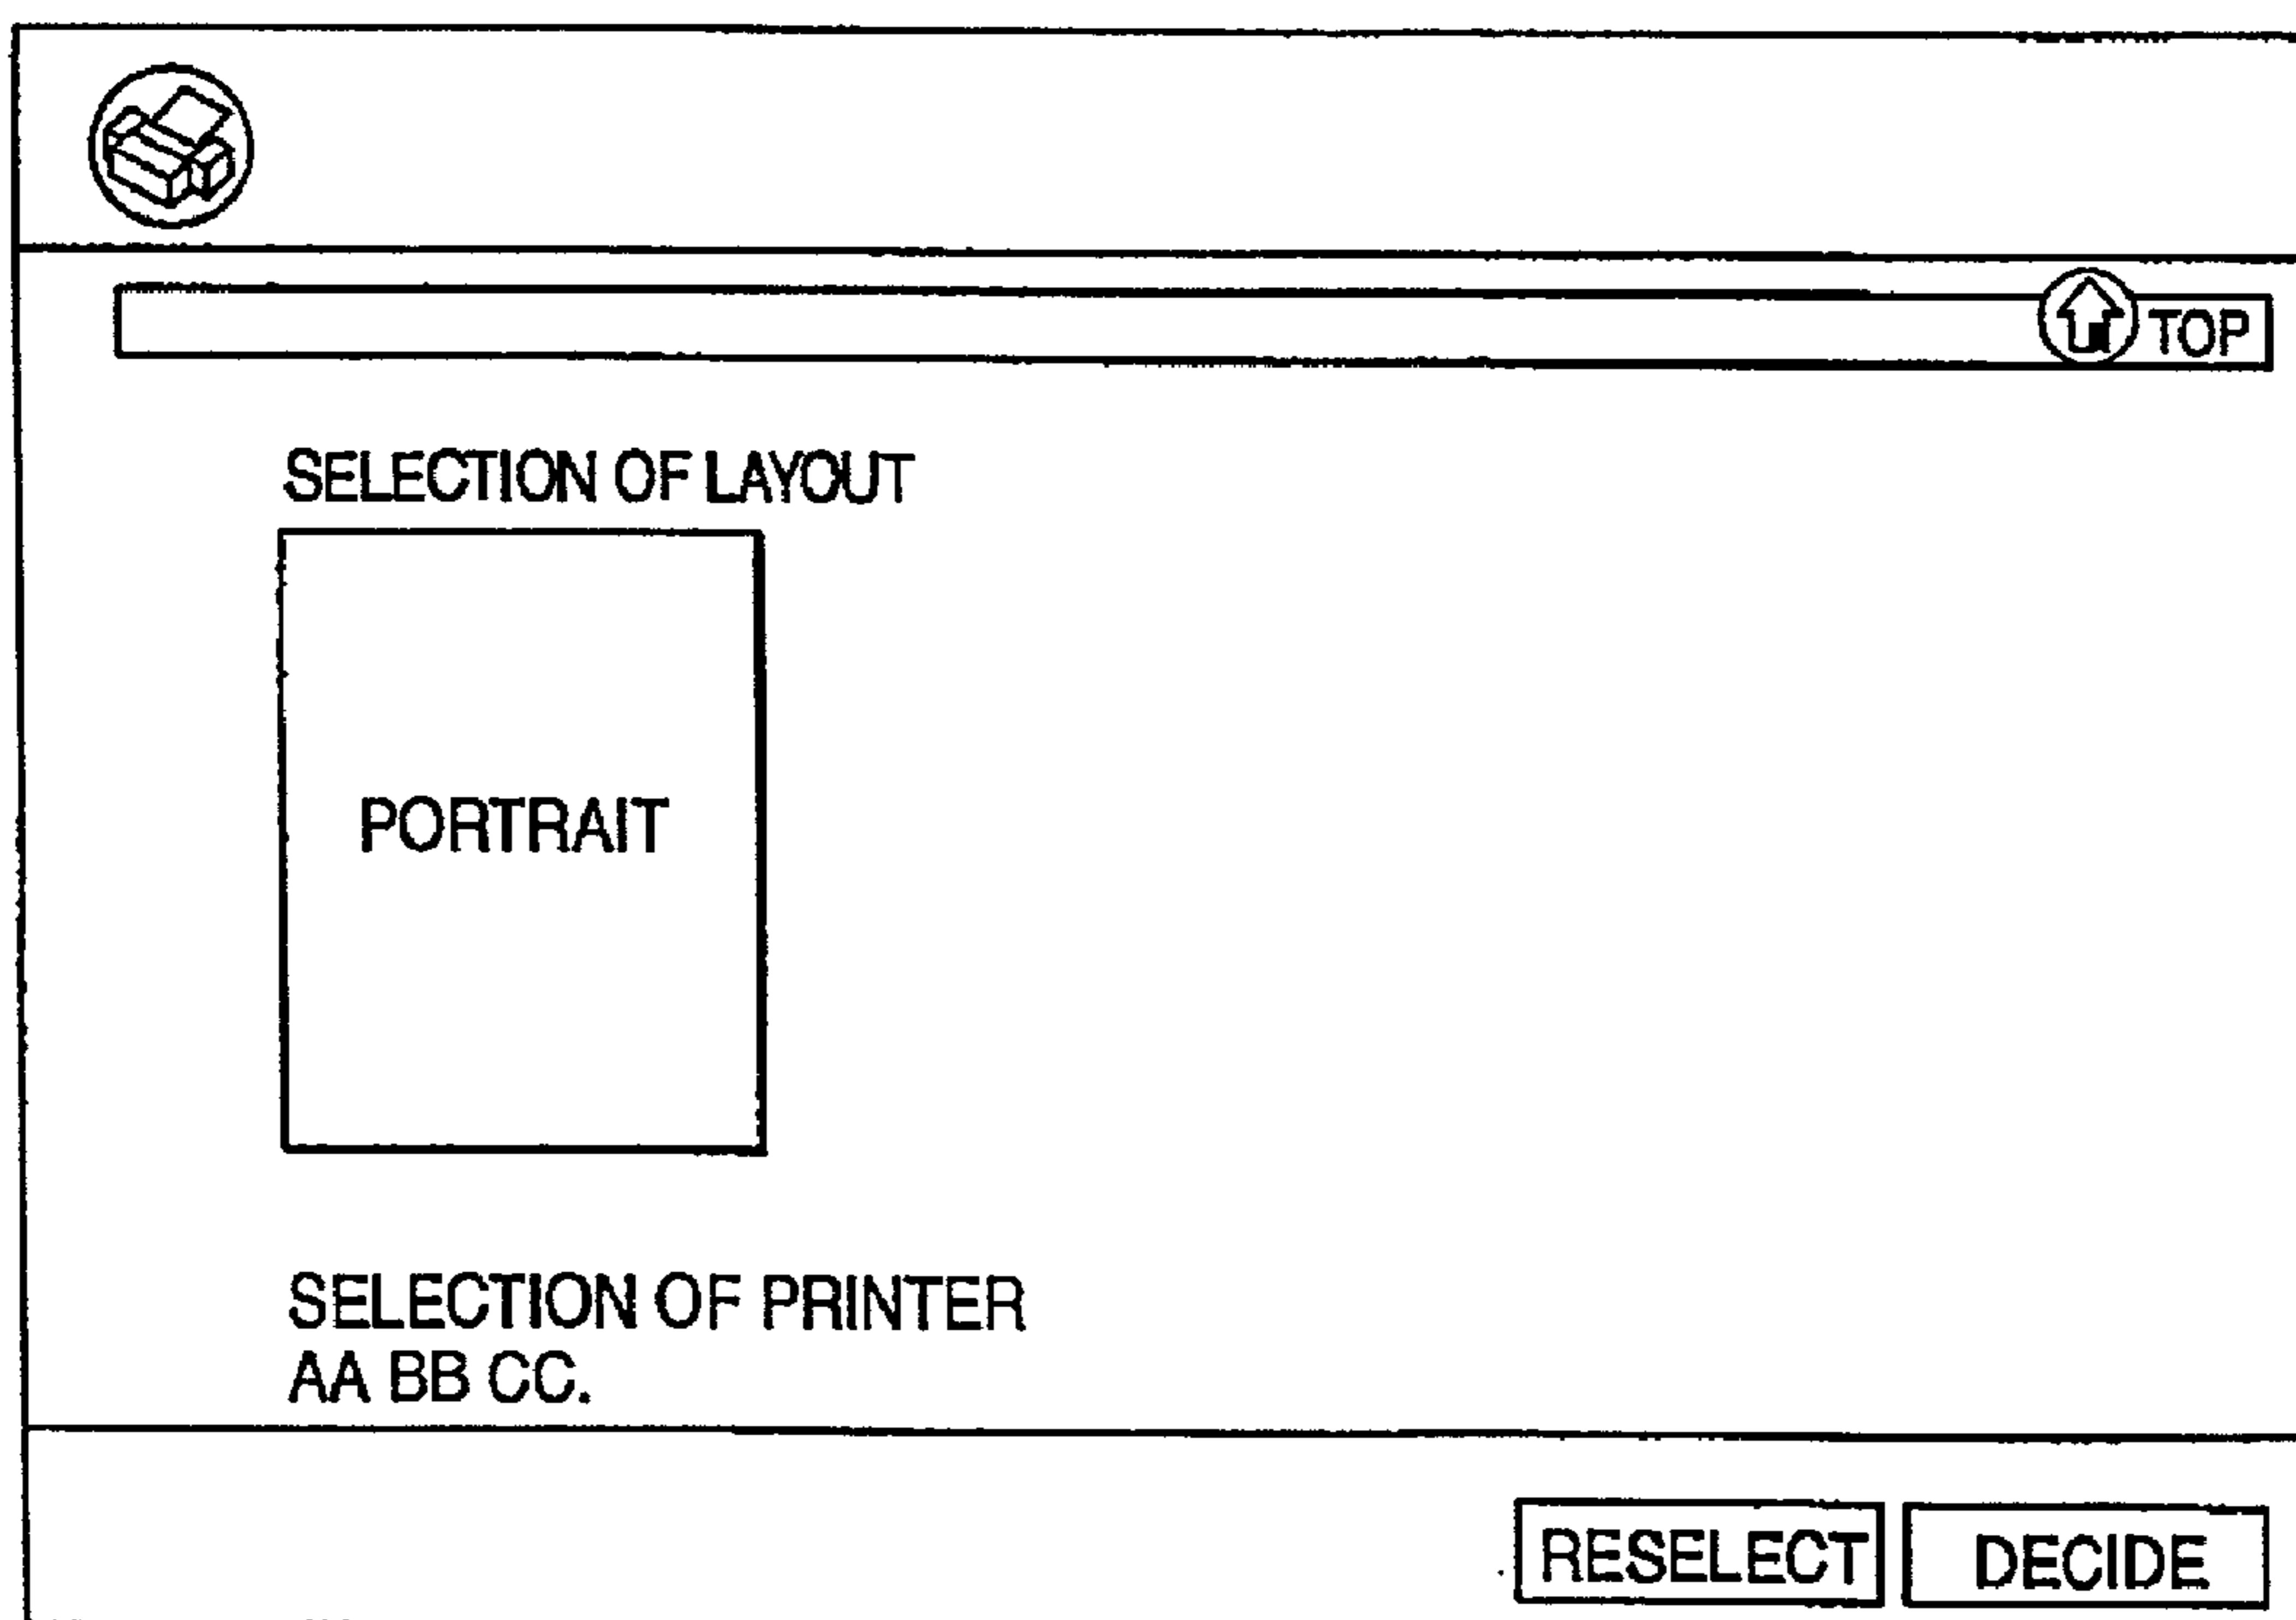 TOP
SELECTION OF LAYOUT
PORTRAIT
SELECTION OF PRINTER
AA BB CC.
RESELECT DECIDE